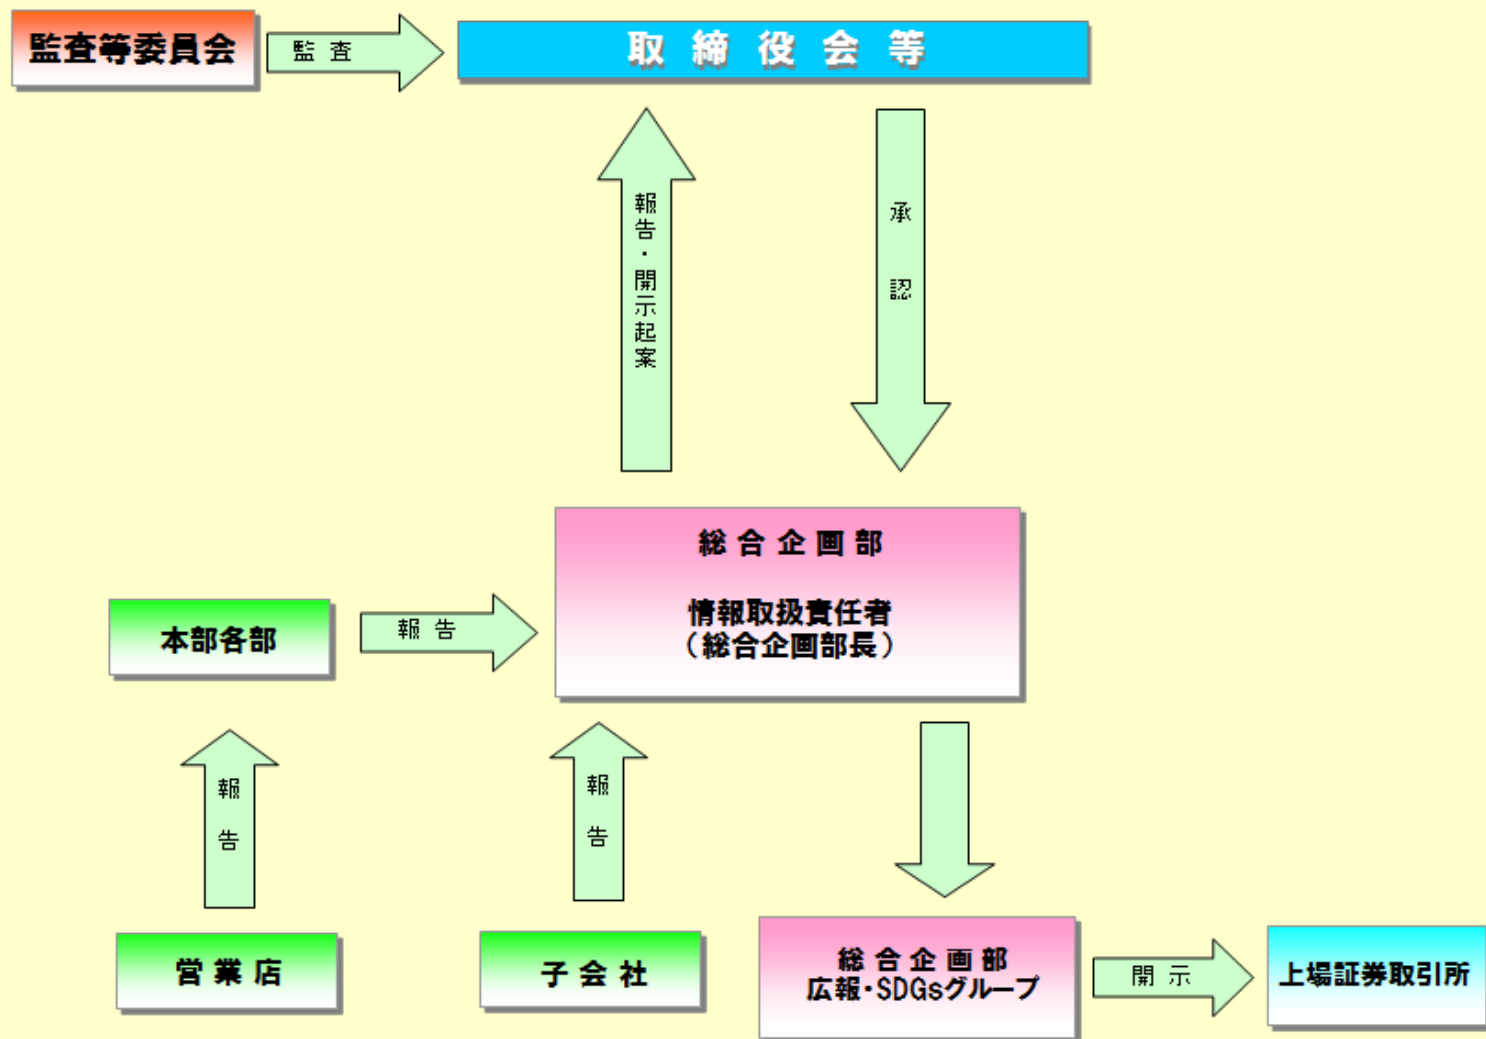 監査等委員会
監査
取締役会等
報告・開示起案
承認
総合企画部
情報取扱責任者
（総合企画部長）
本部各部
報告
報告
報告
営業店
子会社
総合企画部
広報・SDGsグループ
開示
上場証券取引所